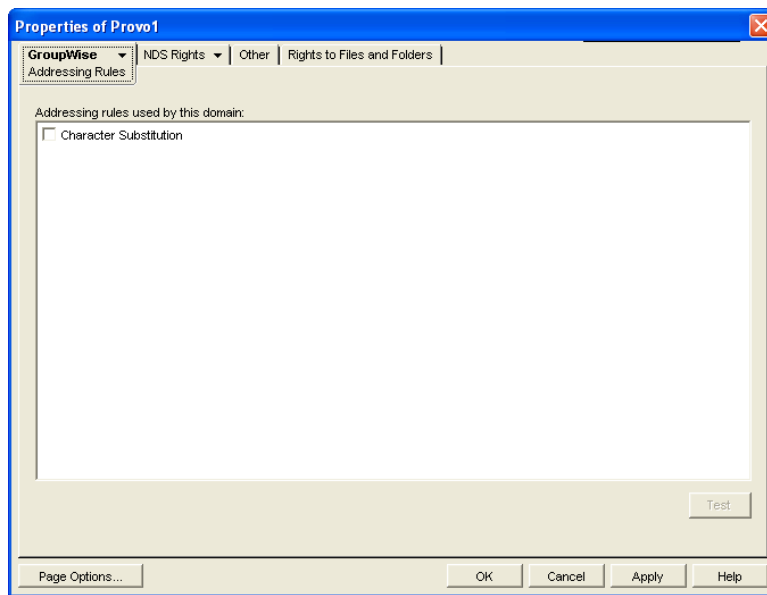 Properties of Provo1
GroupWise NDS Rights Other Rights to Files and Folders
Addressing Rules
Addressing rules used by this domain:
Character Substitution
Test
Page Options... OK Cancel Apply Help